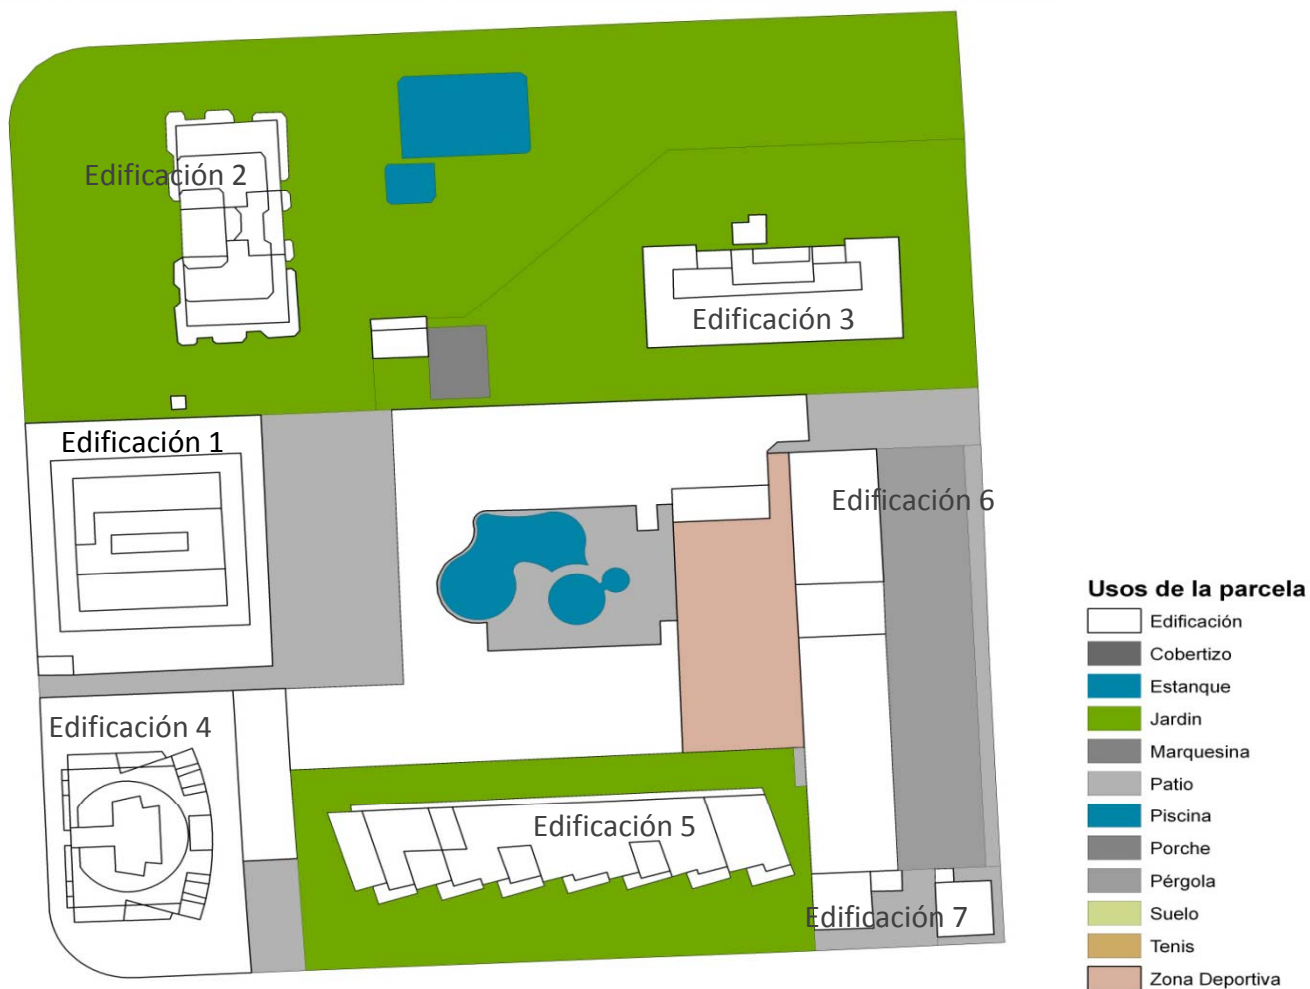 Edificación 2
Edificación 3
Edificación 1
Edificación 6
Edificación 4
Edificación 5
Edificación 7
Usos de la parcela
Edificación
Cobertizo
Estanque
Jardin
Marquesina
Patio
Piscina
Porche
Pérgola
Suelo
Tenis
Zona Deportiva